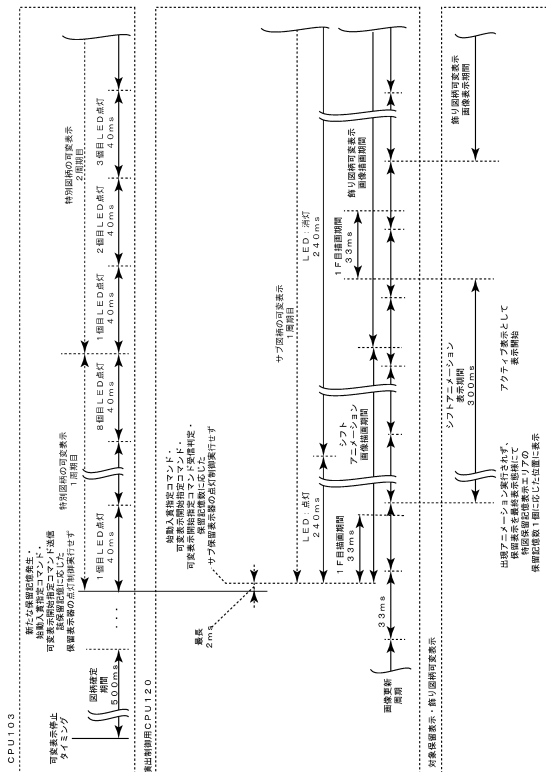 CPU103
可変表示停止
タイミング
図柄確定
期間
500ms
・・・・
新たな保留記憶発生・
始動入賞指定コマンド・
可変表示開始指定コマンド送信
該保留記憶に応じた
保留表示器の点灯制御実行せず
特別図柄の可変表示
1周期目
1個目LED点灯
40ms
8個目LED点灯
40ms
特別図柄の可変表示
2周期目
1個目LED点灯
40ms
2個目LED点灯
40ms
3個目LED点灯
40ms
演出制御用CPU120
最長
2ms
始動入賞指定コマンド・
可変表示開始指定コマンド・
可変表示開始指定コマンド受信判定・
保留記憶数に応じた
サブ保留表示器の点灯制御実行せず
サブ図柄の可変表示
1周期目
LED:点灯
240ms
LED:消灯
240ms
1F目描画期間
33ms
シフト
アニメーション
画像描画期間
1F目描画期間
33ms
飾り図柄可変表示
画像描画期間
画像更新
周期
33ms
対象保留表示・飾り図柄可変表示
出現アニメーション実行されず、
保留表示を最終表示態様にて
特図保留記憶表示エリアの
保留記憶数1個に応じた位置に表示
シフトアニメーション
表示期間
300ms
アクティブ表示として
表示開始
飾り図柄可変表示
画像表示期間